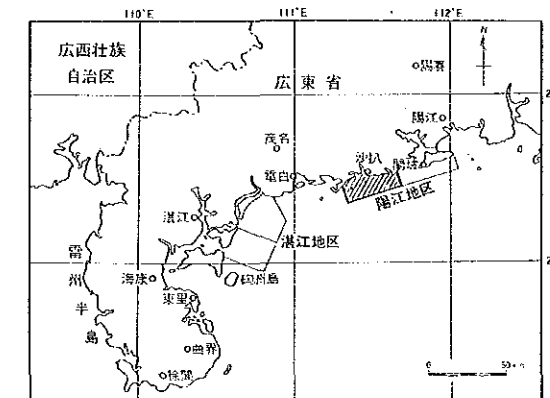 110°E
111°E
112°E
広西壮族
自治区
広東省
N
陽春
陽江
茂名
電白
沙扒
陽江地区
湛江
湛江地区
雷州半島
海康
硇州島
東里
曲界
徐聞
0
50